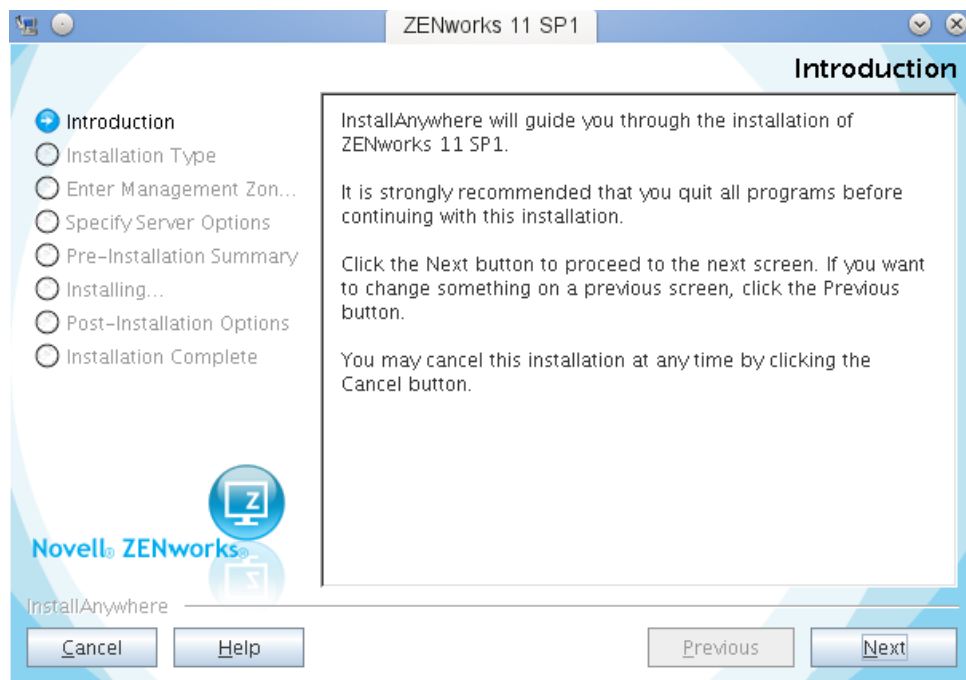 ZENworks 11 SP1
Introduction
Introduction
Installation Type
Enter Management Zon...
Specify Server Options
Pre-Installation Summary
Installing...
Post-Installation Options
Installation Complete
InstallAnywhere will guide you through the installation of
ZENworks 11 SP1.
It is strongly recommended that you quit all programs before
continuing with this installation.
Click the Next button to proceed to the next screen. If you want
to change something on a previous screen, click the Previous
button.
You may cancel this installation at any time by clicking the
Cancel button.
Z
Novell® ZENworks®
InstallAnywhere
Cancel
Help
Previous
Next